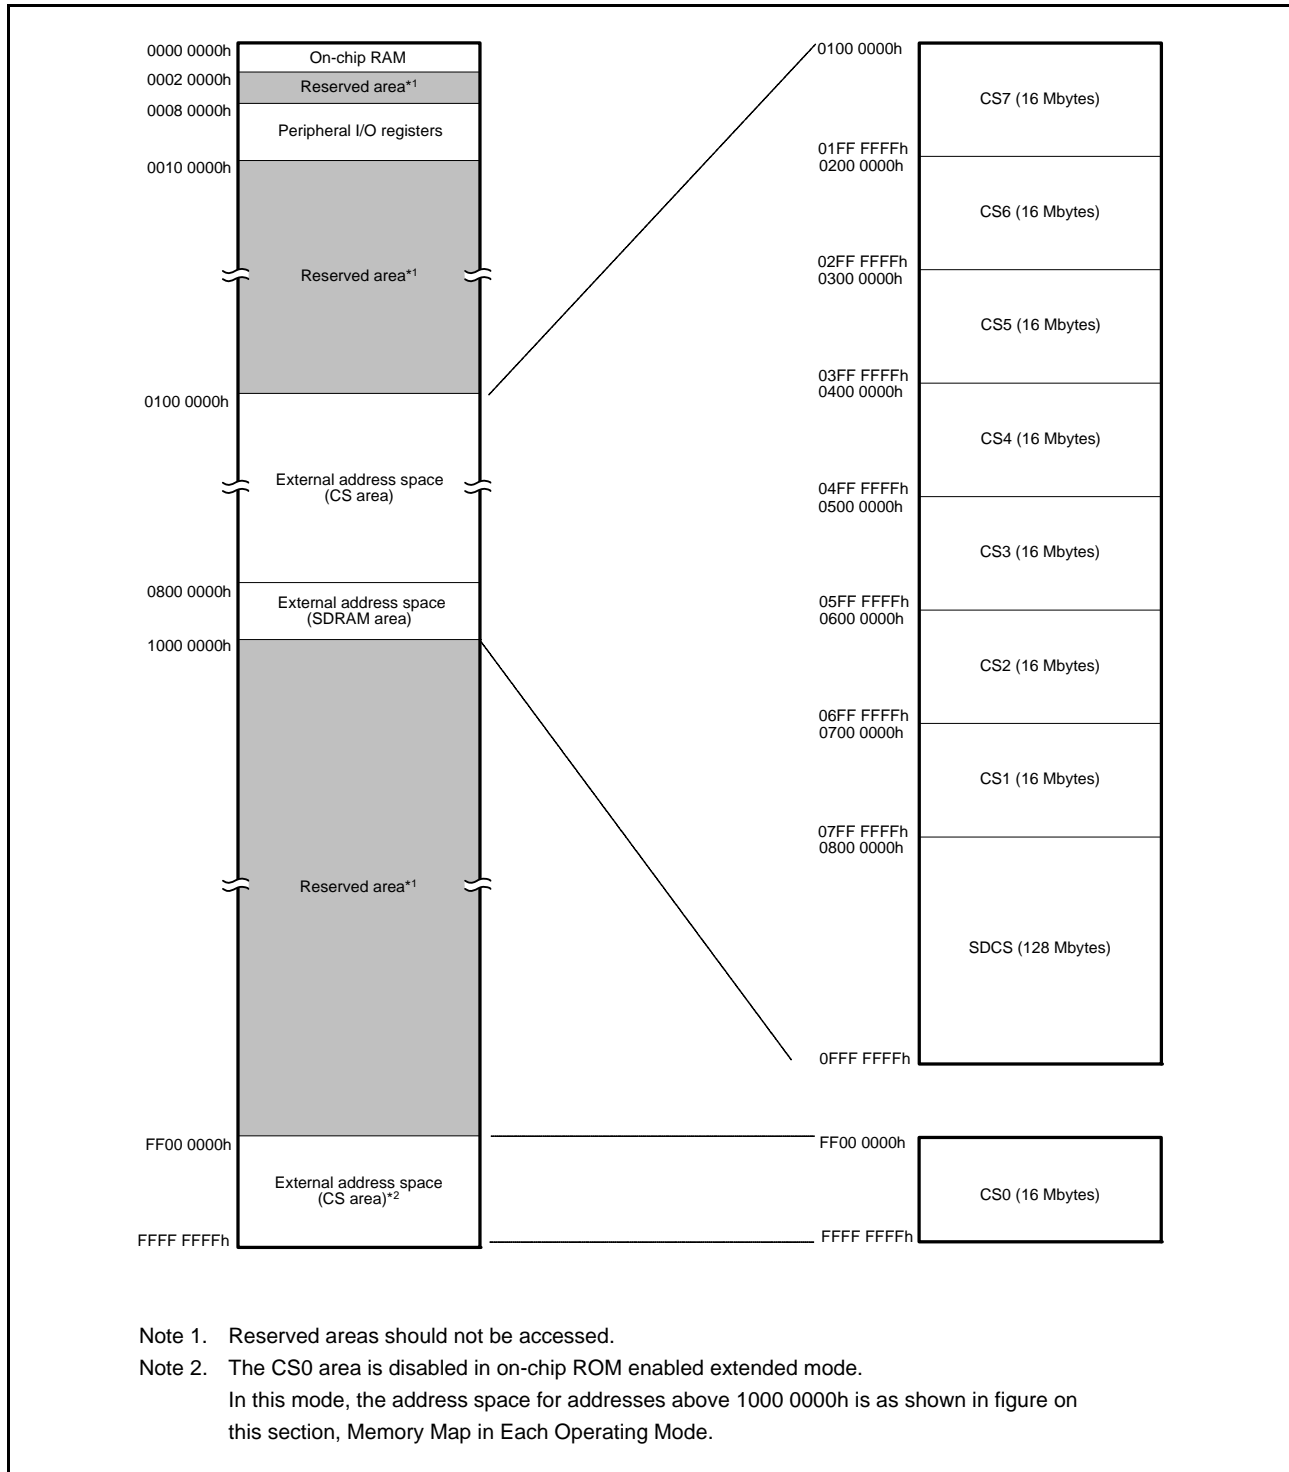 0000 0000h
On-chip RAM
0002 0000h
Reserved area*1
0008 0000h
Peripheral I/O registers
0010 0000h
Reserved area*1
0100 0000h
External address space
(CS area)
0800 0000h
External address space
(SDRAM area)
1000 0000h
Reserved area*1
FF00 0000h
External address space
(CS area)*2
FFFF FFFFh
0100 0000h
CS7 (16 Mbytes)
01FF FFFFh
0200 0000h
CS6 (16 Mbytes)
02FF FFFFh
0300 0000h
CS5 (16 Mbytes)
03FF FFFFh
0400 0000h
CS4 (16 Mbytes)
04FF FFFFh
0500 0000h
CS3 (16 Mbytes)
05FF FFFFh
0600 0000h
CS2 (16 Mbytes)
06FF FFFFh
0700 0000h
CS1 (16 Mbytes)
07FF FFFFh
0800 0000h
SDCS (128 Mbytes)
0FFF FFFFh
FF00 0000h
CS0 (16 Mbytes)
FFFF FFFFh
Note 1. Reserved areas should not be accessed.
Note 2. The CS0 area is disabled in on-chip ROM enabled extended mode.
In this mode, the address space for addresses above 1000 0000h is as shown in figure on
this section, Memory Map in Each Operating Mode.